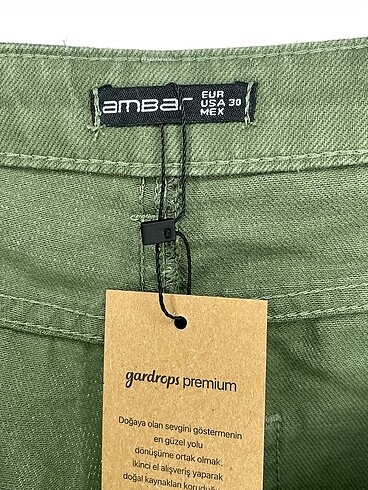 ambar
EUR
USA 30
MEX
gardrops premium
Doğaya olan sevgini göstermenin
en güzel yolu
dönüşüme ortak olmak.
İkinci el alışveriş yaparak
doğal kaynakları koruduğu